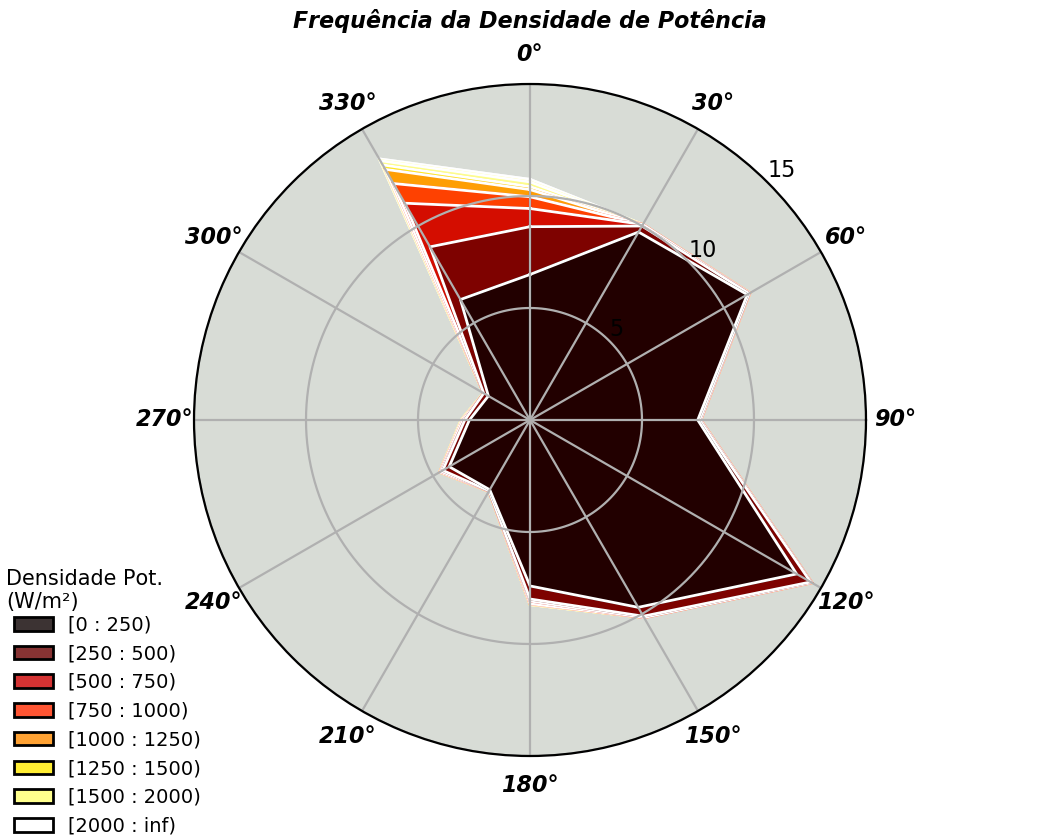 Frequência da Densidade de Potência
0°
330°
30°
15
300°
60°
10
5
270°
90°
240°
120°
210°
150°
180°
Densidade Pot.
(W/m²)
[0 : 250)
[250 : 500)
[500 : 750)
[750 : 1000)
[1000 : 1250)
[1250 : 1500)
[1500 : 2000)
[2000 : inf)